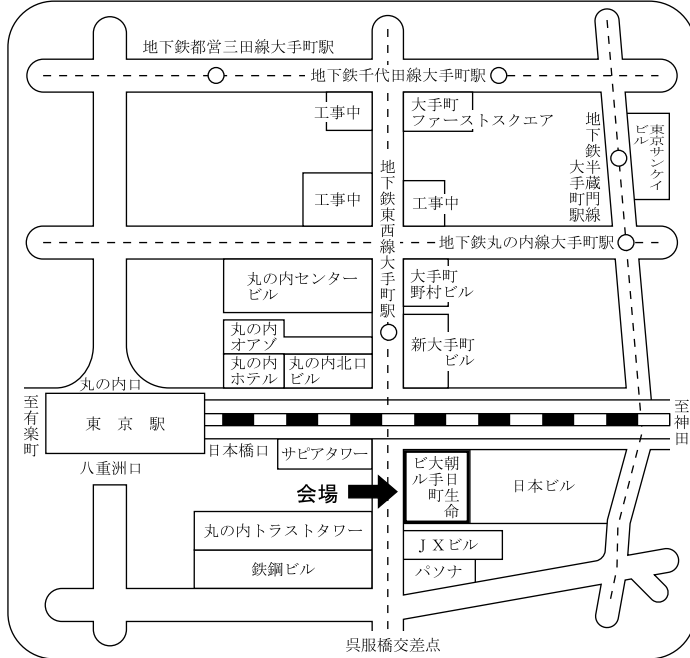 地下鉄都営三田線大手町駅
地下鉄千代田線大手町駅
工事中
大手町
ファーストスクエア
地下鉄半蔵門線
大手町駅
東京サンケイ
ビル
地下鉄東西線大手町駅
工事中
工事中
地下鉄丸の内線大手町駅
丸の内センター
ビル
大手町
野村ビル
丸の内
オアゾ
新大手町
ビル
丸の内
ホテル
丸の内北口
ビル
丸の内口
至有楽町
東京駅
至神田
八重洲口
日本橋口
サピアタワー
会場
朝日生命
大手町
ビル
日本ビル
丸の内トラストタワー
JXビル
鉄鋼ビル
パソナ
呉服橋交差点